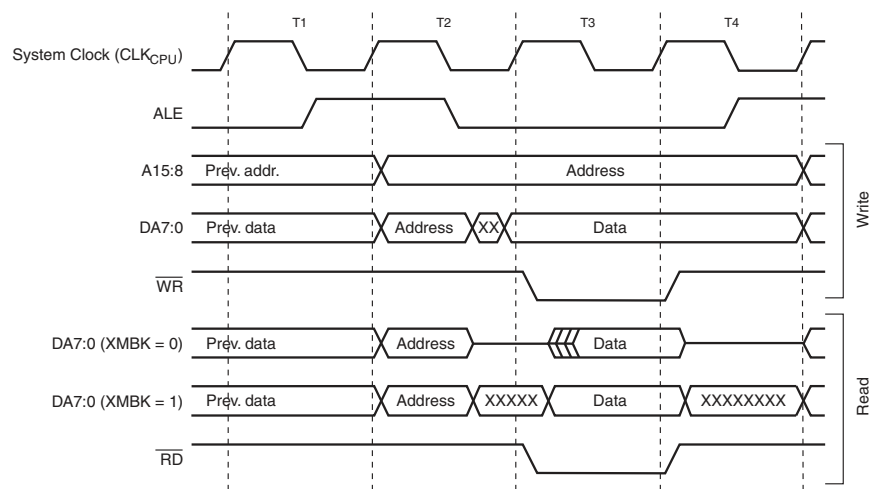 T1 T2 T3 T4
System Clock (CLKCPU)
ALE
A15:8 Prev. addr. Address
DA7:0 Prev. data Address XX Data
WR
Write
DA7:0 (XMBK = 0) Prev. data Address Data
DA7:0 (XMBK = 1) Prev. data Address XXXXX Data XXXXXXXX
RD
Read